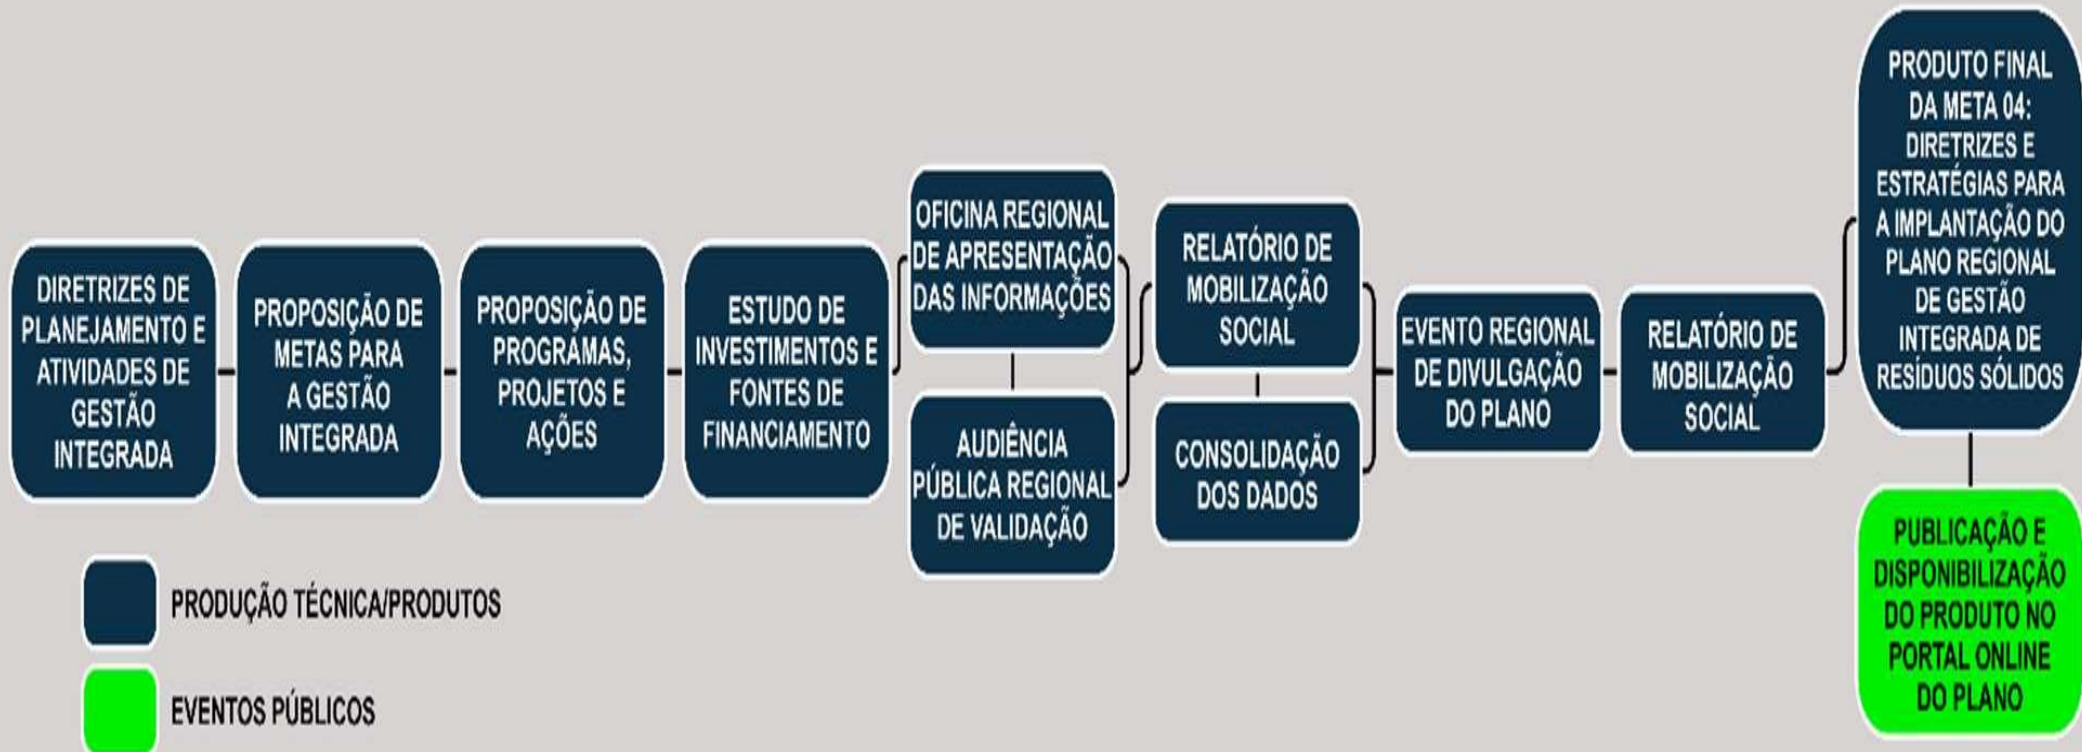 DIRETRIZES DE
PLANEJAMENTO E
ATIVIDADES DE
GESTÃO
INTEGRADA
PROPOSIÇÃO DE
METAS PARA
A GESTÃO
INTEGRADA
PROPOSIÇÃO DE
PROGRAMAS,
PROJETOS E
AÇÕES
ESTUDO DE
INVESTIMENTOS E
FONTES DE
FINANCIAMENTO
OFICINA REGIONAL
DE APRESENTAÇÃO
DAS INFORMAÇÕES
AUDIÊNCIA
PÚBLICA REGIONAL
DE VALIDAÇÃO
RELATÓRIO DE
MOBILIZAÇÃO
SOCIAL
CONSOLIDAÇÃO
DOS DADOS
EVENTO REGIONAL
DE DIVULGAÇÃO
DO PLANO
RELATÓRIO DE
MOBILIZAÇÃO
SOCIAL
PRODUTO FINAL
DA META 04:
DIRETRIZES E
ESTRATÉGIAS PARA
A IMPLANTAÇÃO DO
PLANO REGIONAL
DE GESTÃO
INTEGRADA DE
RESÍDUOS SÓLIDOS
PUBLICAÇÃO E
DISPONIBILIZAÇÃO
DO PRODUTO NO
PORTAL ONLINE
DO PLANO
PRODUÇÃO TÉCNICA/PRODUTOS
EVENTOS PÚBLICOS